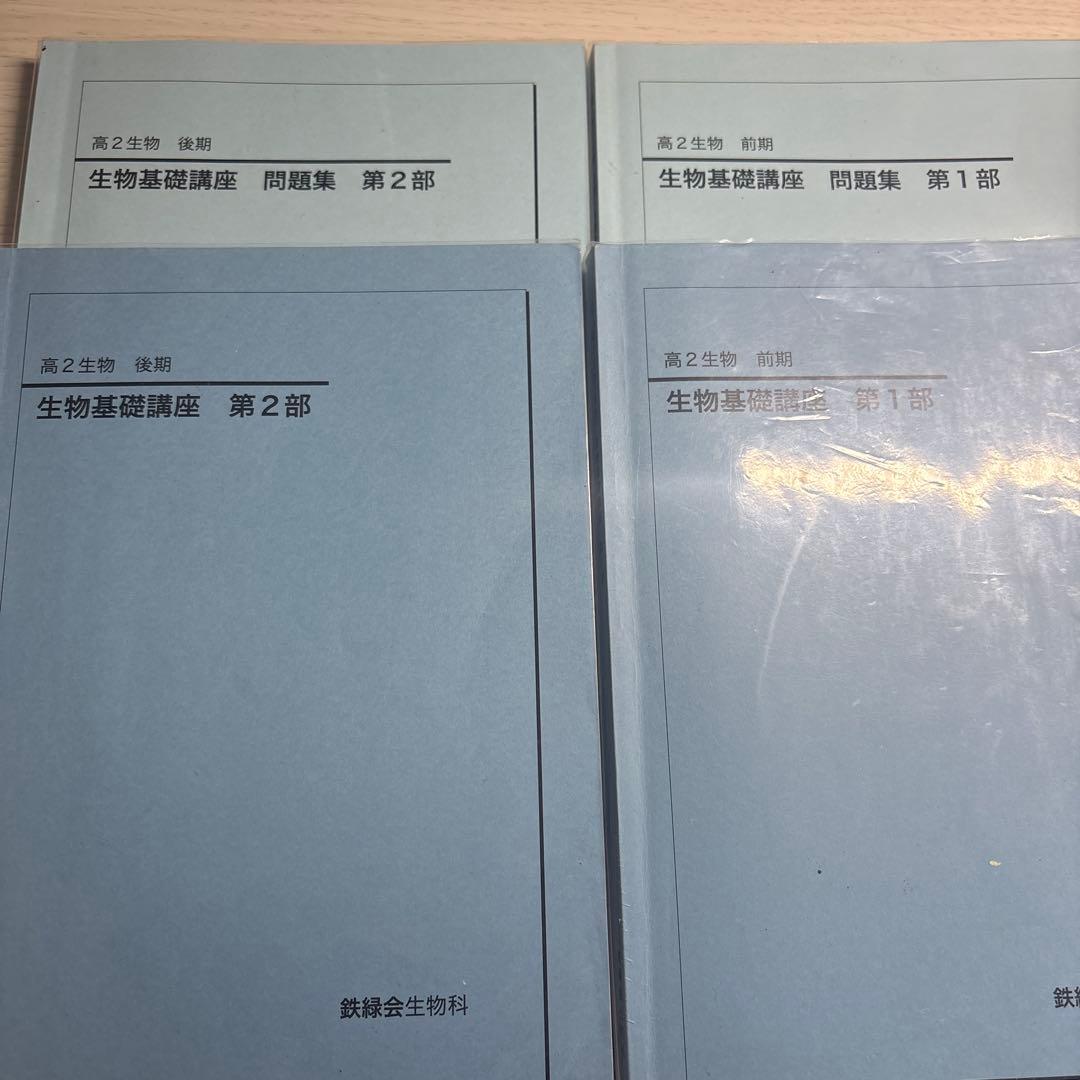 高2生物　後期
生物基礎講座　問題集　第2部
高2生物　前期
生物基礎講座　問題集　第1部
高2生物　後期
生物基礎講座　第2部
鉄緑会生物科
高2生物　前期
生物基礎講座　第1部
鉄